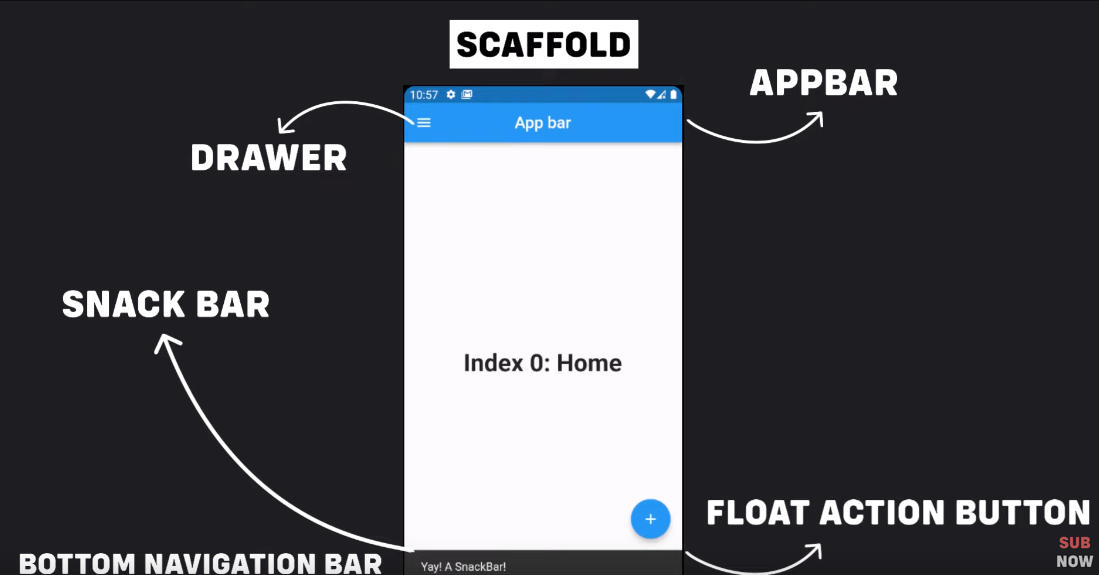 SCAFFOLD
APPBAR
10:57
App bar
DRAWER
SNACK BAR
Index 0: Home
+
FLOAT ACTION BUTTON
SUB
NOW
BOTTOM NAVIGATION BAR
Yay! A SnackBar!